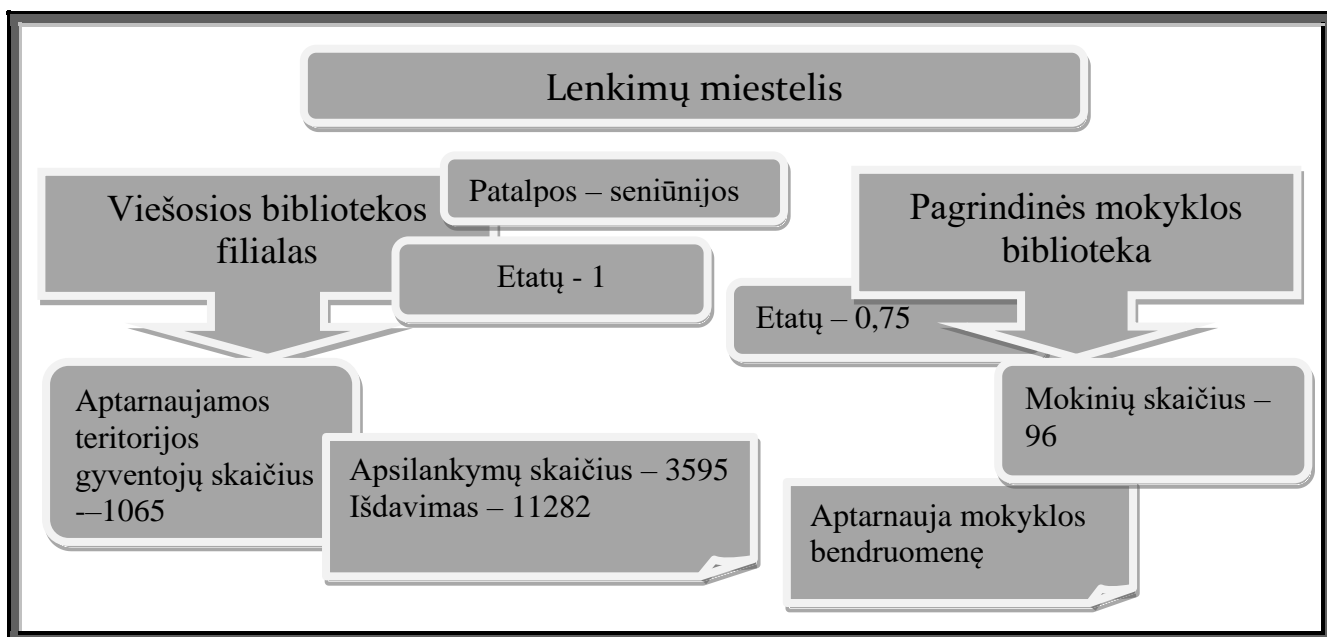 Lenkimų miestelis
Viešosios bibliotekos
filialas
Patalpos – seniūnijos
Etatų - 1
Aptarnaujamos
teritorijos
gyventojų skaičius
-–1065
Apsilankymų skaičius – 3595
Išdavimas – 11282
Pagrindinės mokyklos
biblioteka
Etatų – 0,75
Mokinių skaičius –
96
Aptarnauja mokyklos
bendruomenę